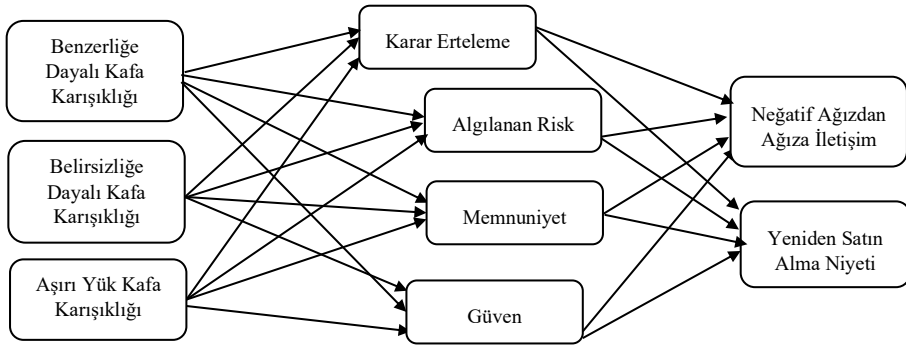 Benzerliğe
Dayalı Kafa
Karışıklığı
Belirsizliğe
Dayalı Kafa
Karışıklığı
Aşırı Yük Kafa
Karışıklığı
Karar Erteleme
Algılanan Risk
Memnuniyet
Güven
Neğatif Ağızdan
Ağıza İletişim
Yeniden Satın
Alma Niyeti